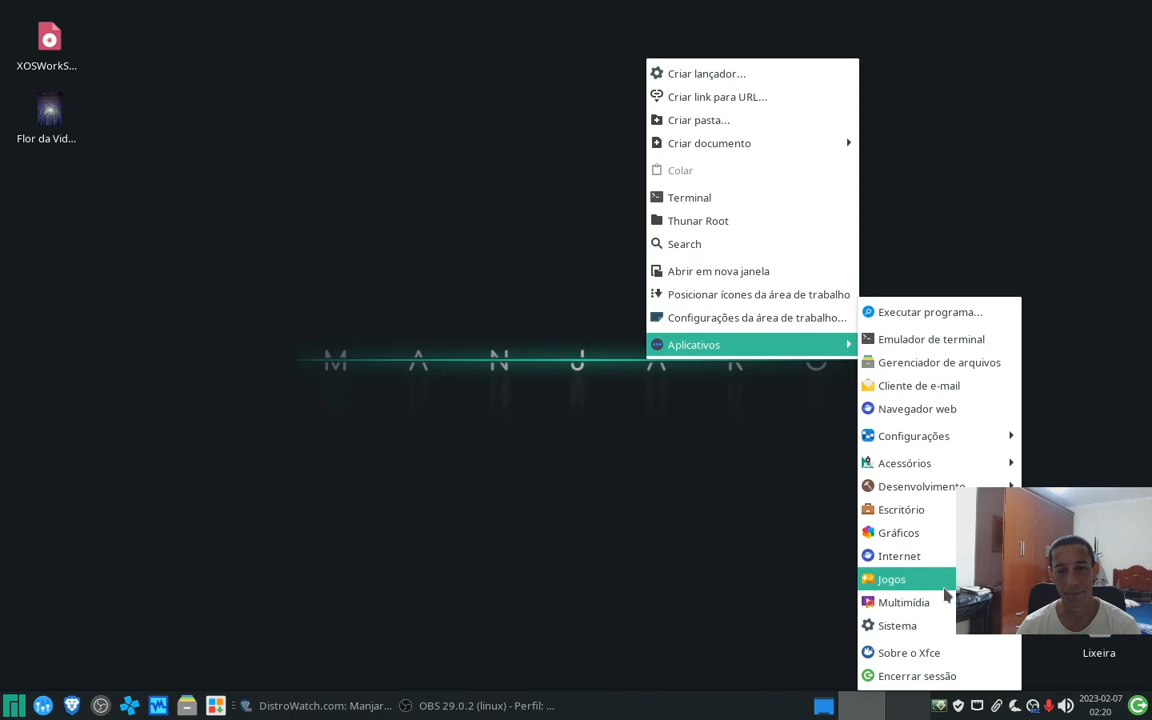 XOSWorkS...
Flor da Vid...
Criar lançador...
Criar link para URL...
Criar pasta...
Criar documento
Colar
Terminal
Thunar Root
Search
Abrir em nova janela
Posicionar ícones da área de trabalho
Configurações da área de trabalho...
Aplicativos
MANJARO
Executar programa...
Emulador de terminal
Gerenciador de arquivos
Cliente de e-mail
Navegador web
Configurações
Acessórios
Desenvolvimento
Escritório
Gráficos
Internet
Jogos
Multimídia
Sistema
Sobre o Xfce
Encerrar sessão
Lixeira
DistroWatch.com: Manjar...
OBS 29.0.2 (linux) - Perfil: ...
2023-02-07
02:20